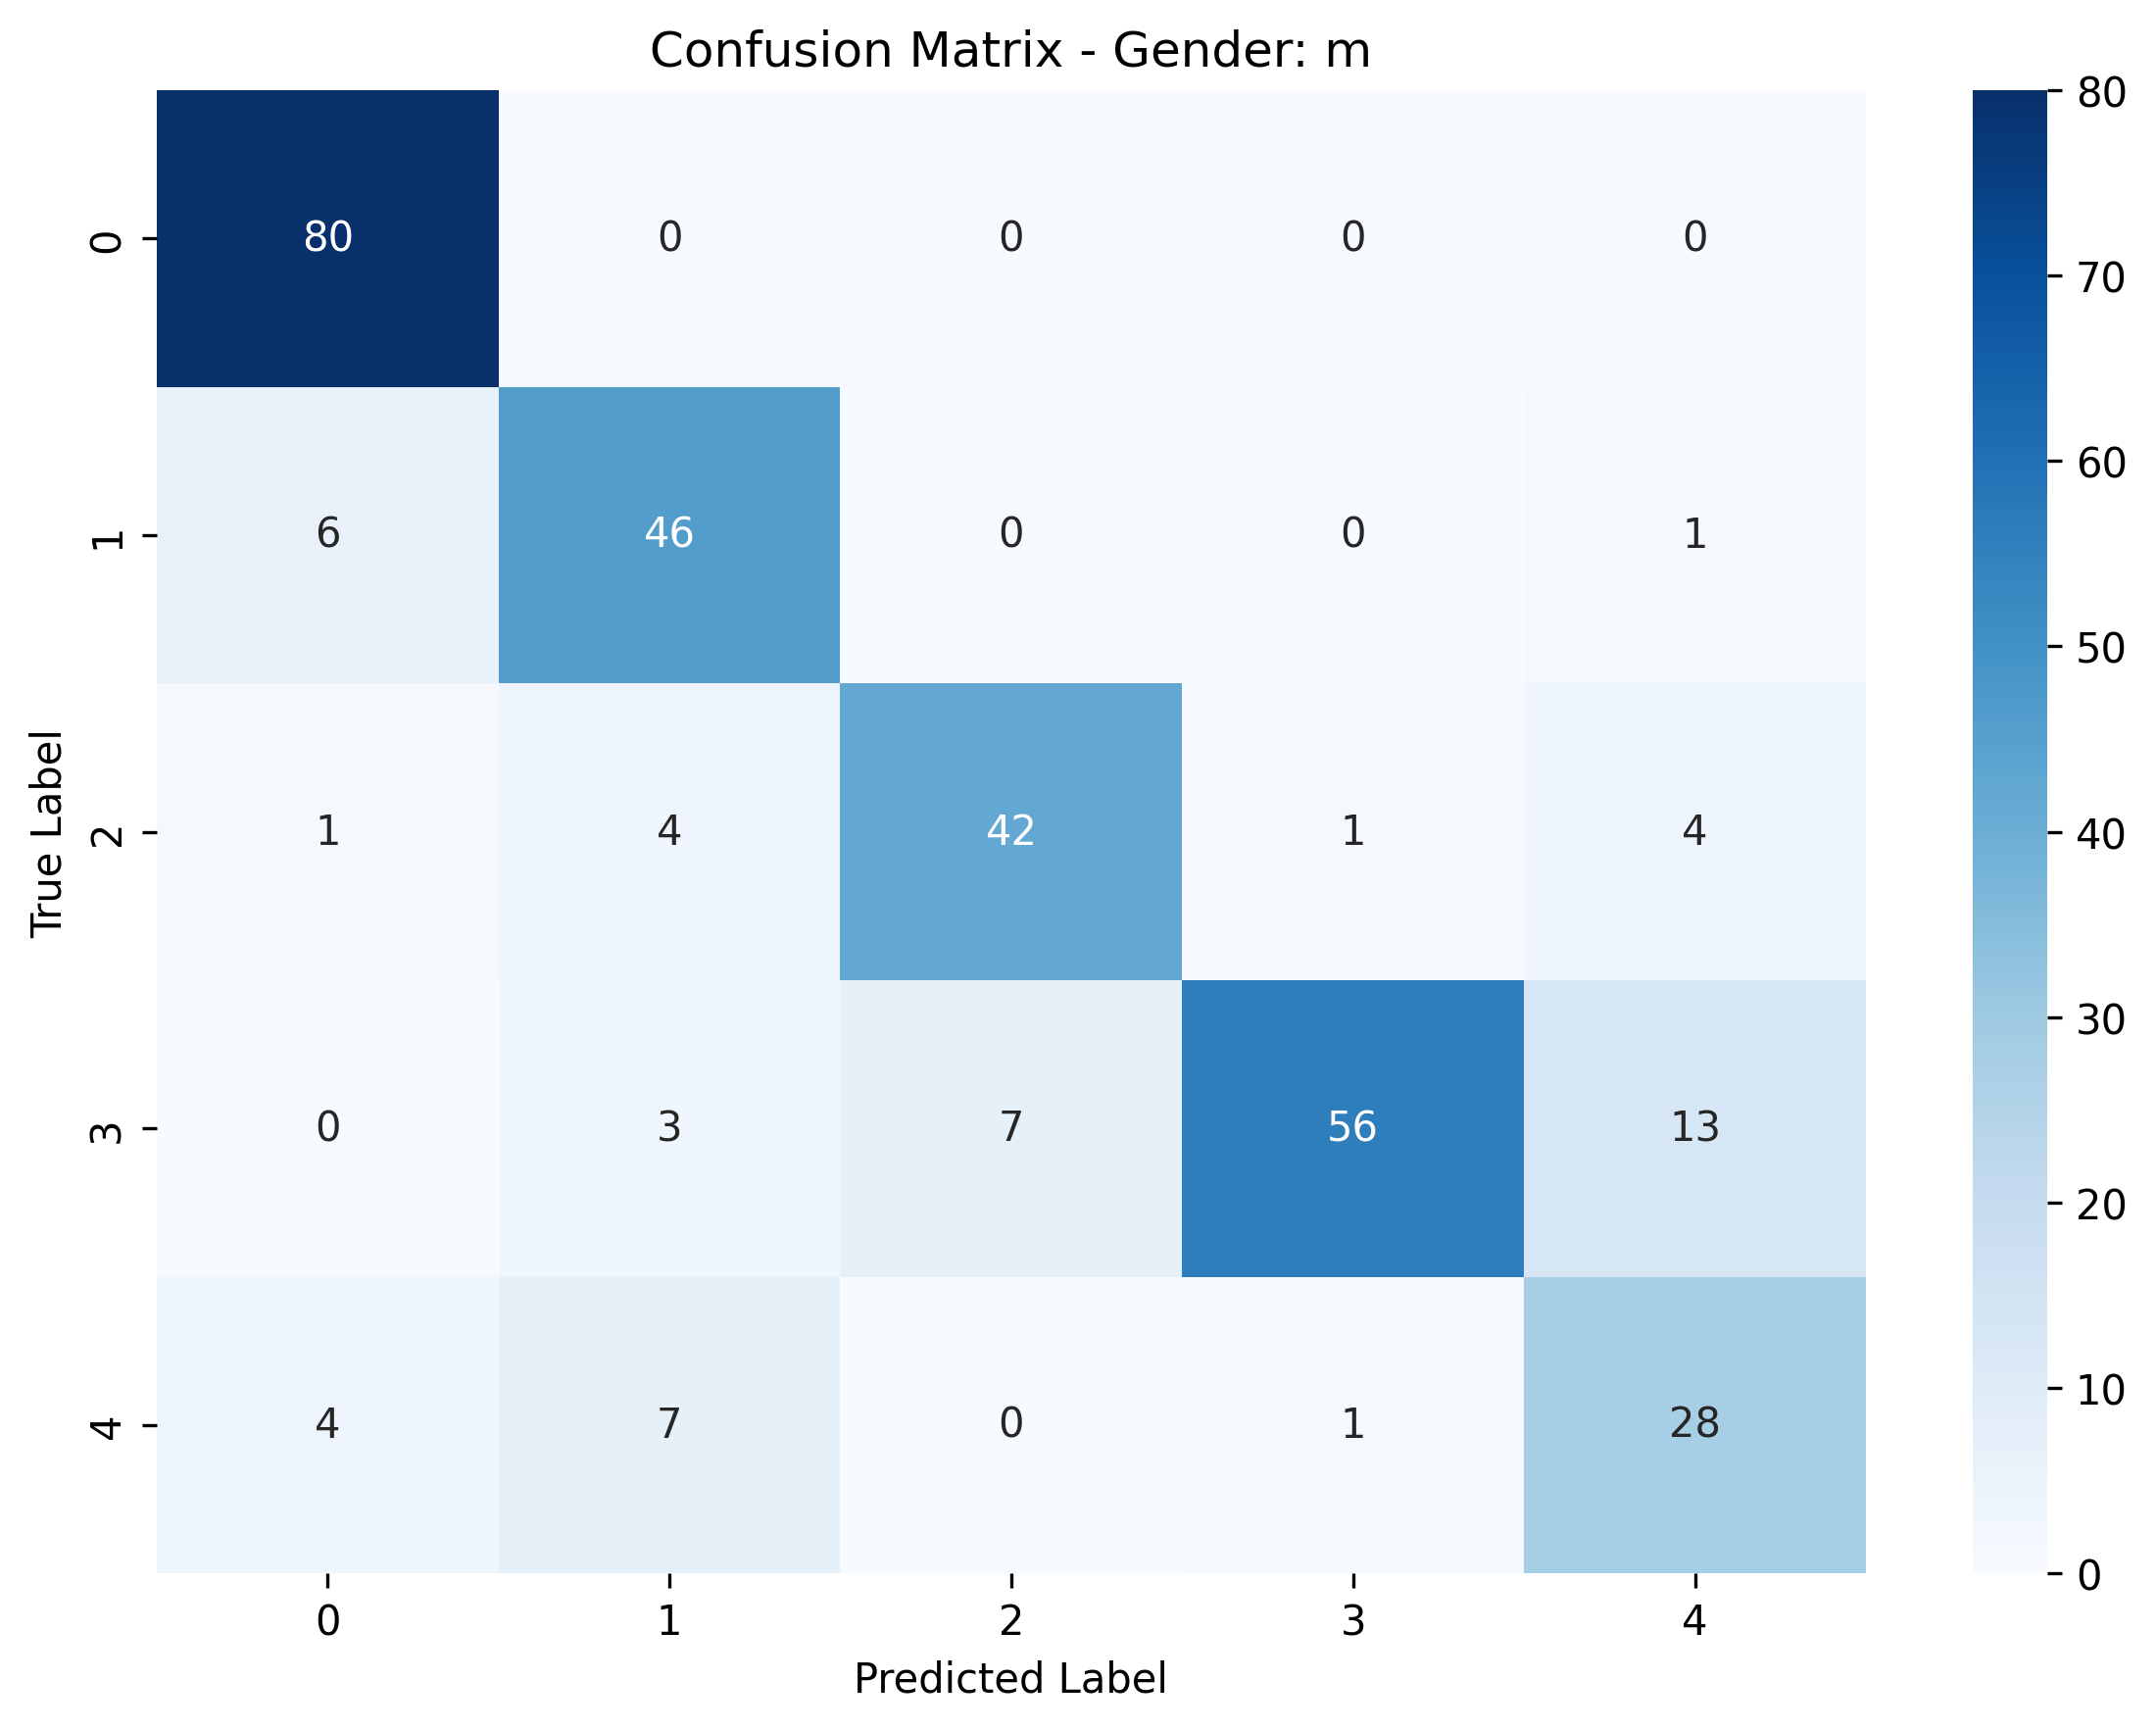 Confusion Matrix - Gender: m
80
0 80 0 0 0 0
70
60
1 6 46 0 0 1
50
True Label
2 1 4 42 1 4
40
30
3 0 3 7 56 13
20
10
4 4 7 0 1 28
0
0 1 2 3 4
Predicted Label